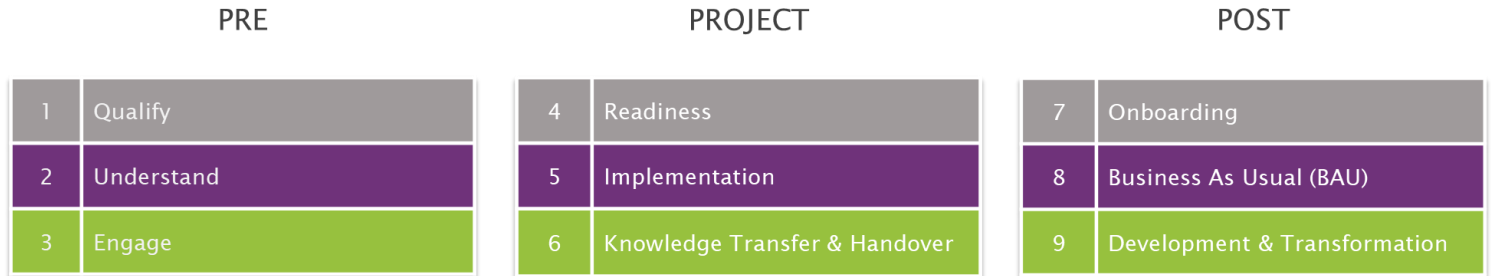 PRE
PROJECT
POST
1 Qualify
2 Understand
3 Engage
4 Readiness
5 Implementation
6 Knowledge Transfer & Handover
7 Onboarding
8 Business As Usual (BAU)
9 Development & Transformation